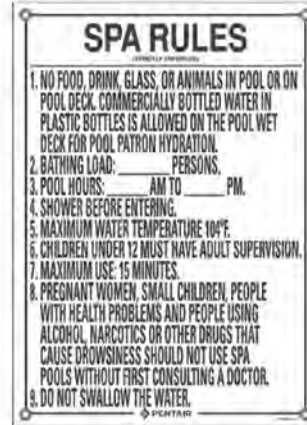 SPA RULES
(STRICTLY ENFORCED)
1. NO FOOD, DRINK, GLASS, OR ANIMALS IN POOL OR ON
POOL DECK. COMMERCIALLY BOTTLED WATER IN
PLASTIC BOTTLES IS ALLOWED ON THE POOL WET
DECK FOR POOL PATRON HYDRATION.
2. BATHING LOAD: ______ PERSONS.
3. POOL HOURS: _____ AM TO _____ PM.
4. SHOWER BEFORE ENTERING.
5. MAXIMUM WATER TEMPERATURE 104°F.
6. CHILDREN UNDER 12 MUST HAVE ADULT SUPERVISION.
7. MAXIMUM USE: 15 MINUTES.
8. PREGNANT WOMEN, SMALL CHILDREN, PEOPLE
WITH HEALTH PROBLEMS AND PEOPLE USING
ALCOHOL, NARCOTICS OR OTHER DRUGS THAT
CAUSE DROWSINESS SHOULD NOT USE SPA
POOLS WITHOUT FIRST CONSULTING A DOCTOR.
9. DO NOT SWALLOW THE WATER.
PENTAIR